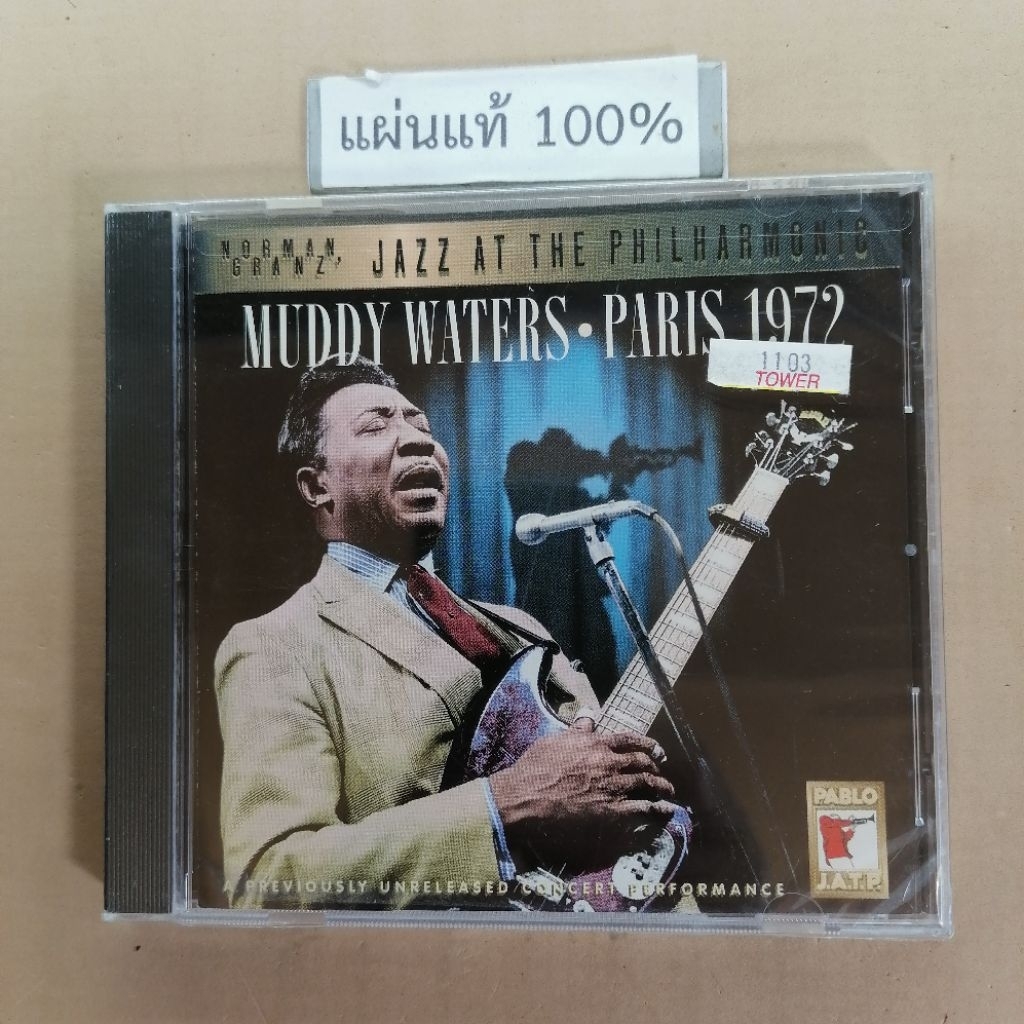 แผ่นแท้ 100%
NORMAN GRANZ' JAZZ AT THE PHILHARMONIC
MUDDY WATERS • PARIS 1972
1103
TOWER
PABLO
J.A.T.P.
A PREVIOUSLY UNRELEASED CONCERT PERFORMANCE